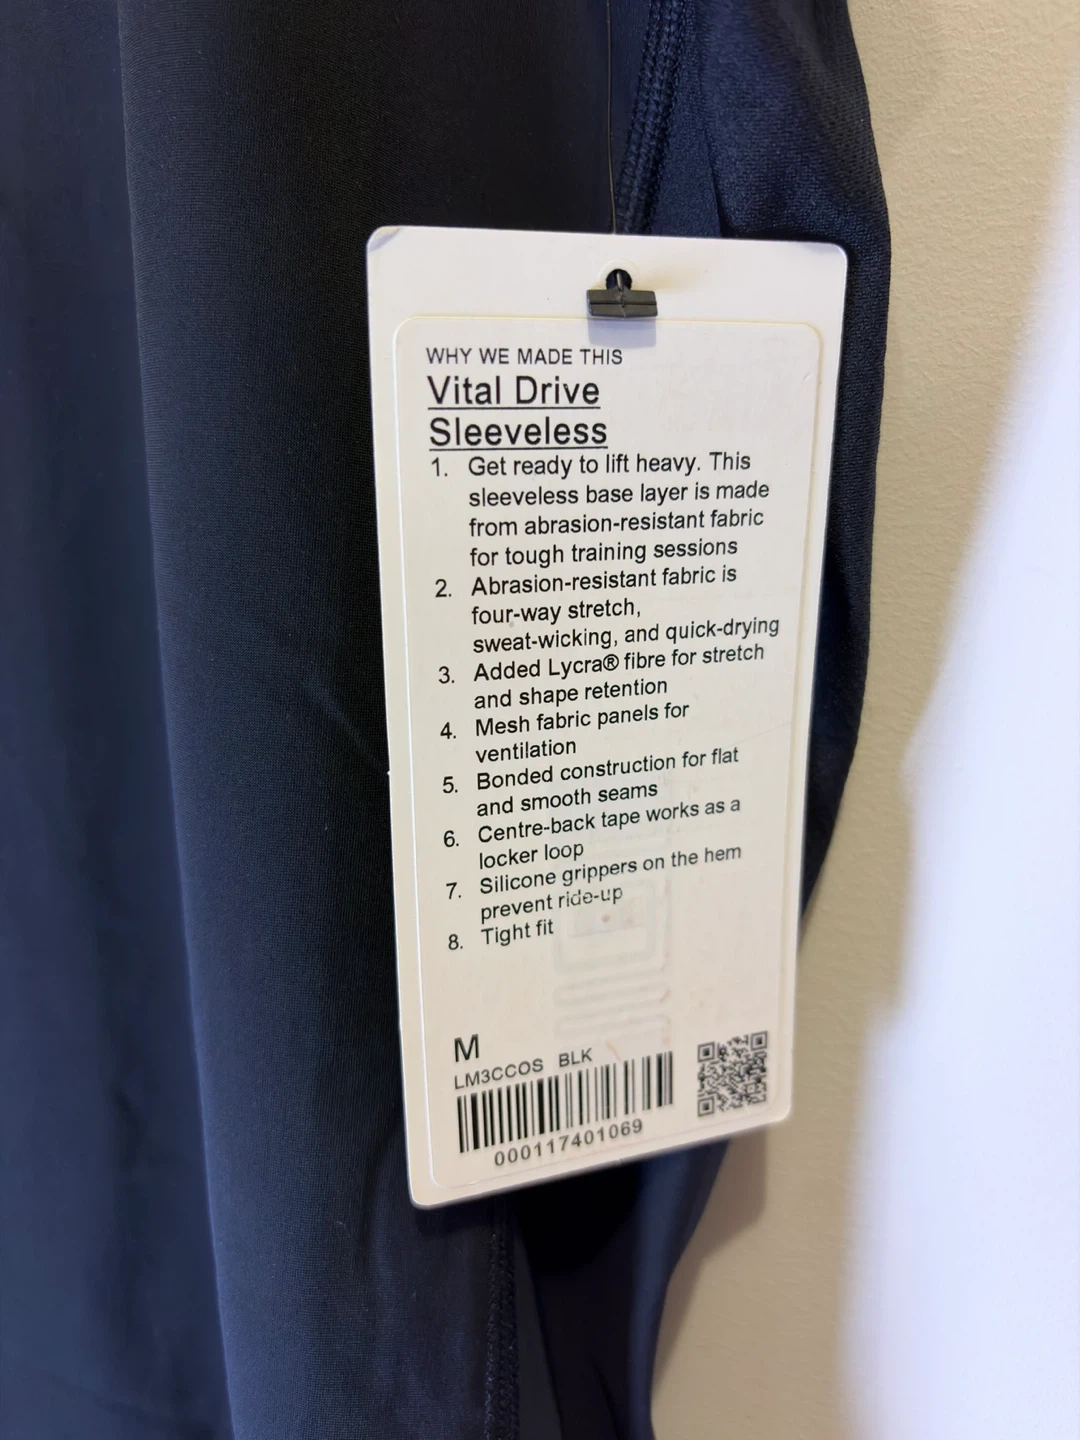 WHY WE MADE THIS
Vital Drive
Sleeveless
1. Get ready to lift heavy. This
sleeveless base layer is made
from abrasion-resistant fabric
for tough training sessions
2. Abrasion-resistant fabric is
four-way stretch,
sweat-wicking, and quick-drying
3. Added Lycra® fibre for stretch
and shape retention
4. Mesh fabric panels for
ventilation
5. Bonded construction for flat
and smooth seams
6. Centre-back tape works as a
locker loop
7. Silicone grippers on the hem
prevent ride-up
8. Tight fit
M
LM3CCOS BLK
000117401069